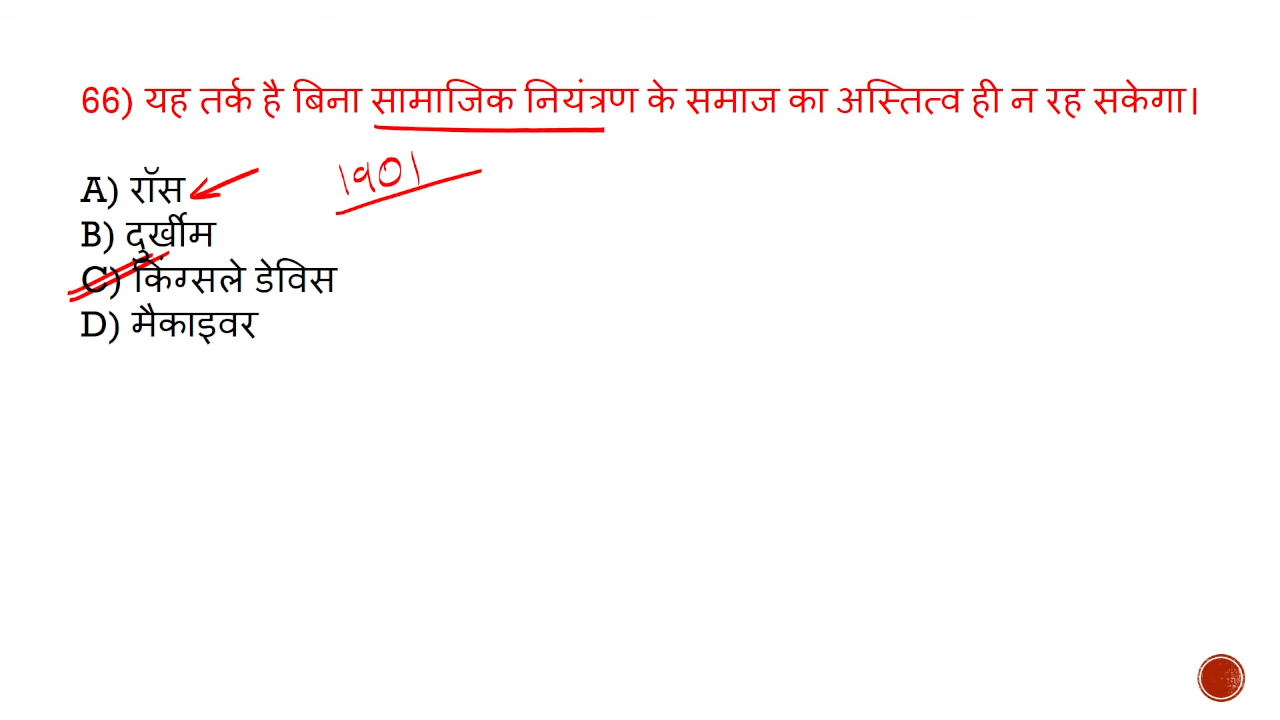 66) यह तर्क है बिना सामाजिक नियंत्रण के समाज का अस्तित्व ही न रह सकेगा।
1901
A) रॉस
B) दुर्खीम
C) किंग्सले डेविस
D) मैकाइवर